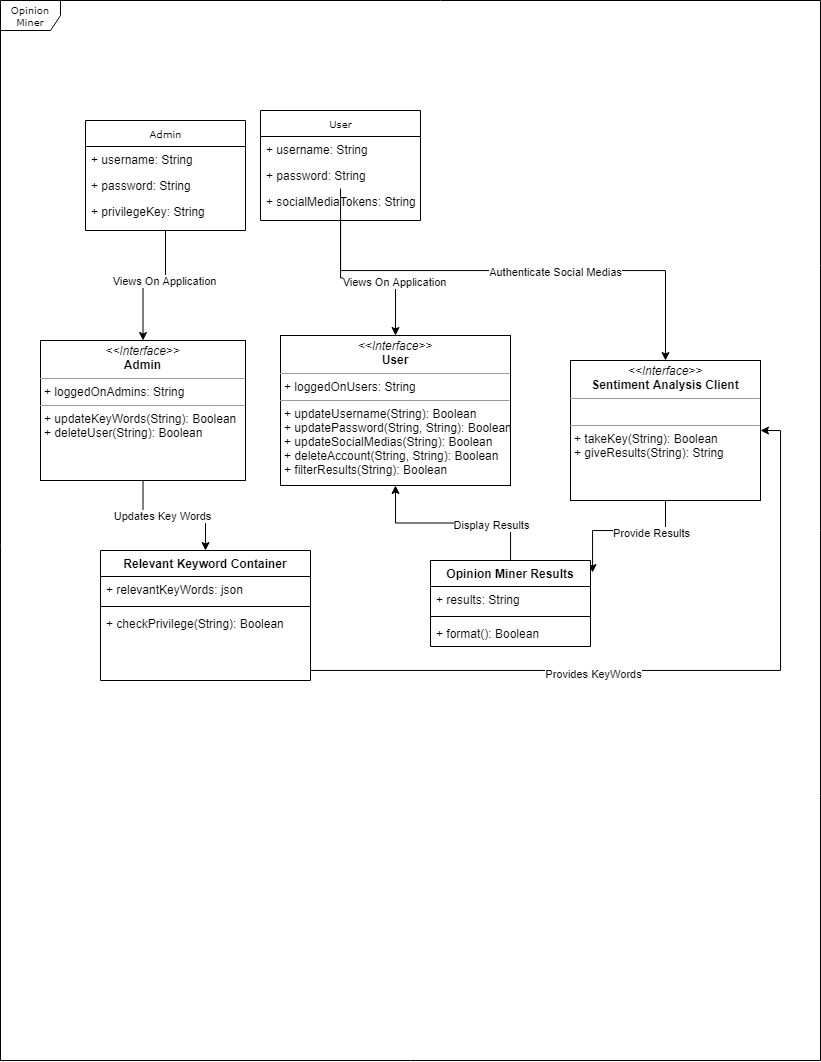 Opinion
Miner
Admin
+ username: String
+ password: String
+ privilegeKey: String
User
+ username: String
+ password: String
+ socialMediaTokens: String
Views On Application
Views On Application
Authenticate Social Medias
<<Interface>>
Admin
+ loggedOnAdmins: String
+ updateKeyWords(String): Boolean
+ deleteUser(String): Boolean
<<Interface>>
User
+ loggedOnUsers: String
+ updateUsername(String): Boolean
+ updatePassword(String, String): Boolean
+ updateSocialMedias(String): Boolean
+ deleteAccount(String, String): Boolean
+ filterResults(String): Boolean
<<Interface>>
Sentiment Analysis Client
+ takeKey(String): Boolean
+ giveResults(String): String
Updates Key Words
Display Results
Provide Results
Relevant Keyword Container
+ relevantKeyWords: json
+ checkPrivilege(String): Boolean
Opinion Miner Results
+ results: String
+ format(): Boolean
Provides KeyWords